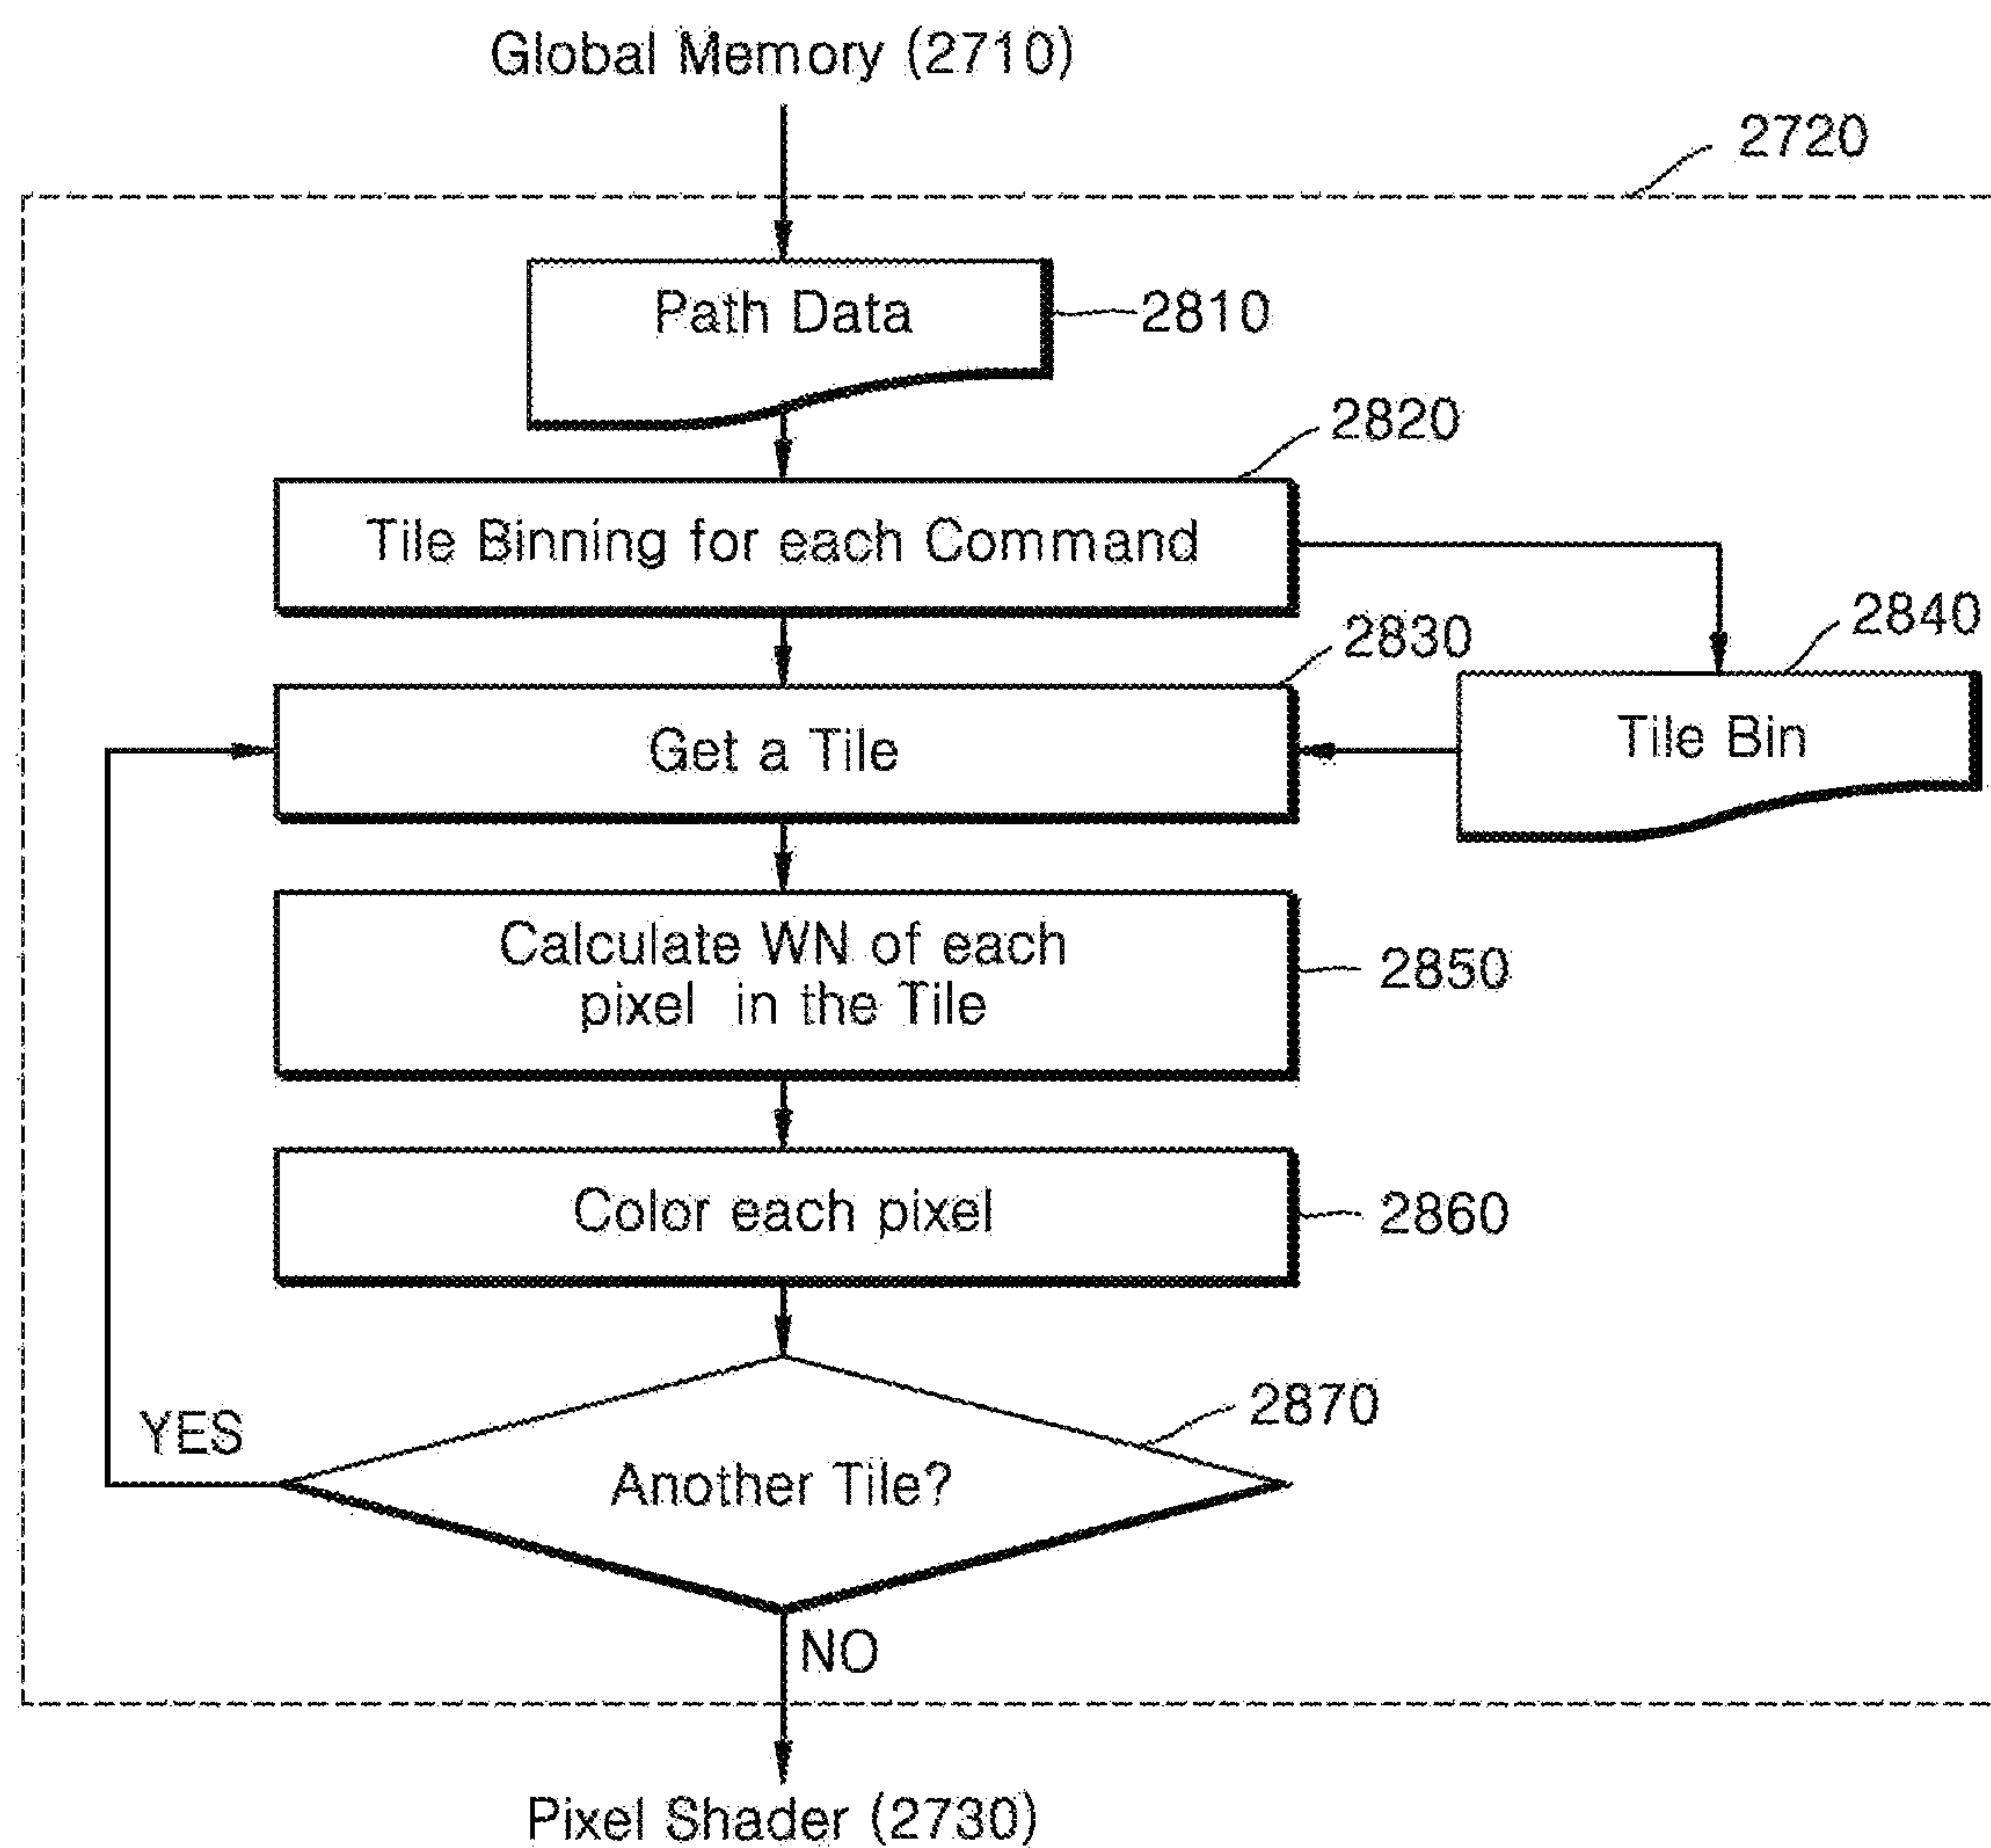 Global Memory (2710)
2720
Path Data
2810
2820
Tile Binning for each Command
2830
2840
Get a Tile
Tile Bin
Calculate WN of each
pixel in the Tile
2850
Color each pixel
2860
2870
YES
Another Tile?
NO
Pixel Shader (2730)